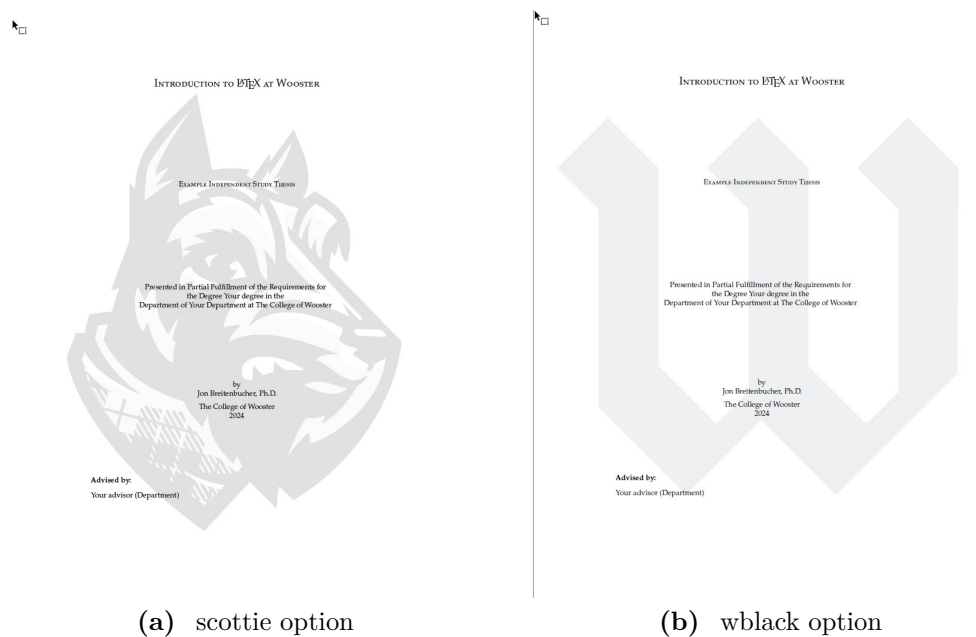 INTRODUCTION TO LATEX AT WOOSTER
EXAMPLE INDEPENDENT STUDY THESIS
Presented in Partial Fulfillment of the Requirements for
the Degree Your degree in the
Department of Your Department at The College of Wooster
by
Jon Breitenbucher, Ph.D.
The College of Wooster
2024
Advised by:
Your advisor (Department)
(a) scottie option
INTRODUCTION TO LATEX AT WOOSTER
EXAMPLE INDEPENDENT STUDY THESIS
Presented in Partial Fulfillment of the Requirements for
the Degree Your degree in the
Department of Your Department at The College of Wooster
by
Jon Breitenbucher, Ph.D.
The College of Wooster
2024
Advised by:
Your advisor (Department)
(b) wblack option